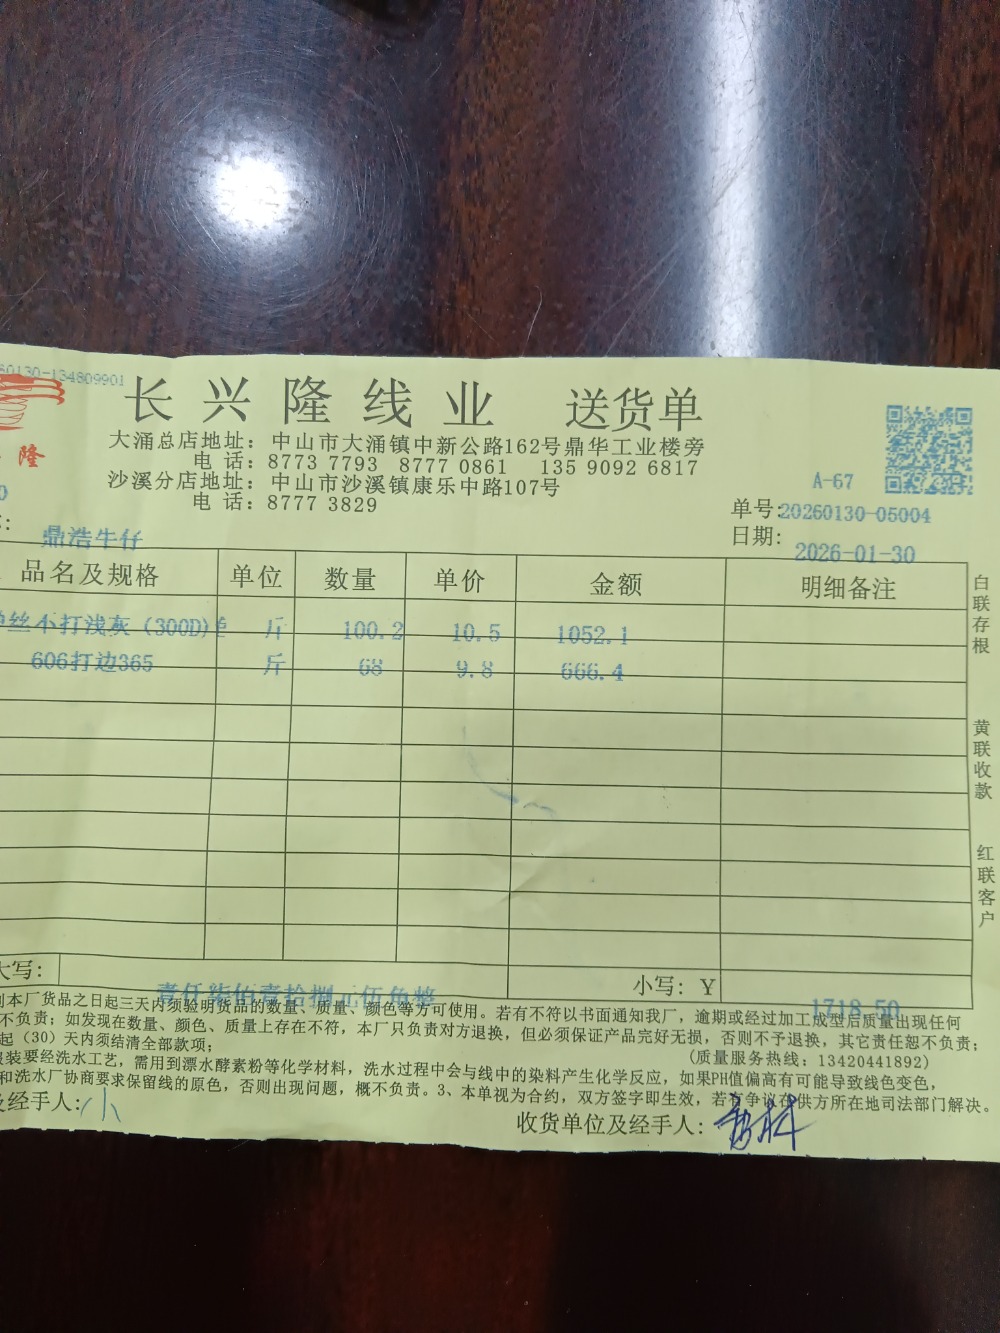 60130-134809901
长兴隆线业 送货单
隆
大涌总店地址：中山市大涌镇中新公路162号鼎华工业楼旁
电话：8773 7793 8777 0861 135 9092 6817
沙溪分店地址：中山市沙溪镇康乐中路107号
电话：8777 3829
A-67
单号:20260130-05004
日期: 2026-01-30
鼎浩牛仔
品名及规格 单位 数量 单价 金额 明细备注
丝小打浅灰（300D) 斤 100.2 10.5 1052.1
606打边365 斤 68 9.8 666.4
白联存根
黄联收款
红联客户
大写： 壹仟柒佰壹拾捌元伍角整 小写：Y 1718.50
本厂货品之日起三天内须验明货品的数量、质量、颜色等方可使用。若有不符以书面通知我厂，逾期或经过加工成型后质量出现任何
不负责；如发现在数量、颜色、质量上存在不符，本厂只负责对方退换，但必须保证产品完好无损，否则不予退换，其它责任恕不负责；
起（30）天内须结清全部款项； （质量服务热线：13420441892）
装要经洗水工艺，需用到漂水酵素粉等化学材料，洗水过程中会与线中的染料产生化学反应，如果PH值偏高有可能导致线色变色，
和洗水厂协商要求保留线的原色，否则出现问题，概不负责。3、本单视为合约，双方签字即生效，若有争议在供方所在地司法部门解决。
及经手人: 小
收货单位及经手人：